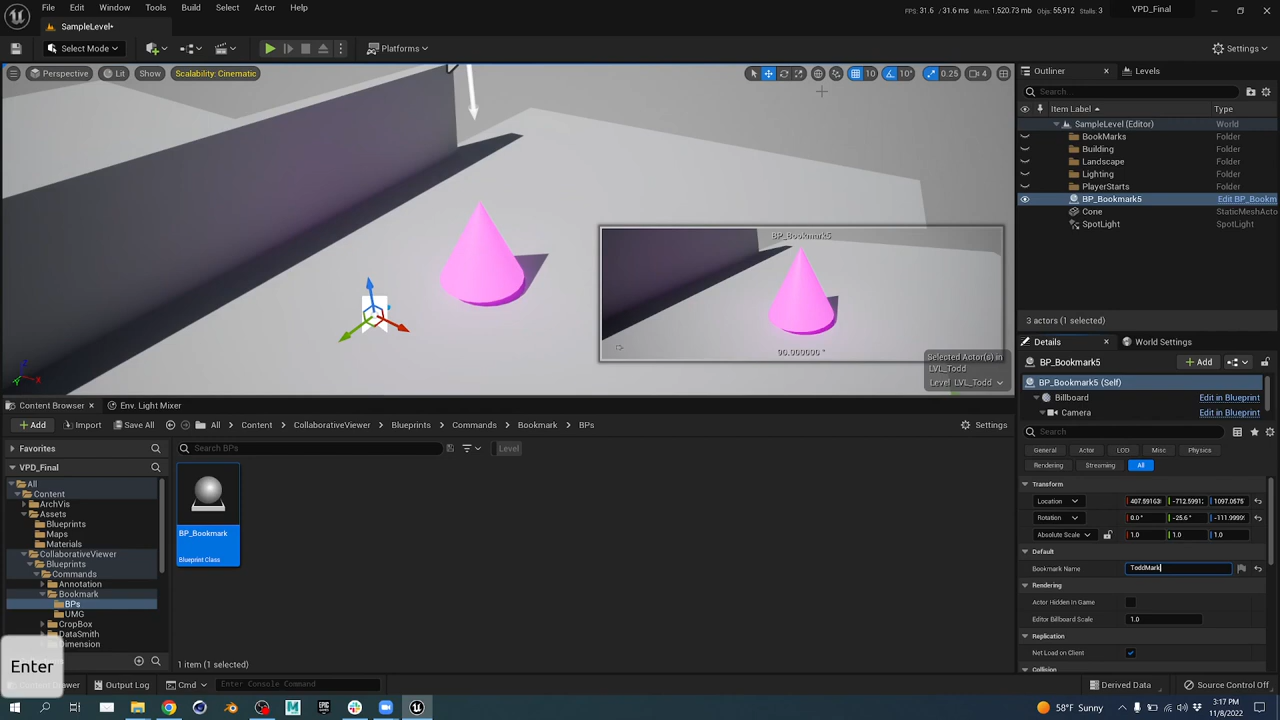 File Edit Window Tools Build Select Actor Help
FPS: 31.6 / 31.6 ms Mem: 1,520.73 mb Objs: 55,912 Stalls: 3
VPD_Final
SampleLevel*
Select Mode
Platforms
Settings
Perspective Lit Show Scalability: Cinematic
10 10° 0.25 4
BP_Bookmark5
90.000000 °
Selected Actor(s) in
LVL_Todd
Level LVL_Todd
Outliner Levels
Search...
Item Label Type
SampleLevel (Editor) World
BookMarks Folder
Building Folder
Landscape Folder
Lighting Folder
PlayerStarts Folder
BP_Bookmark5 Edit BP_Bookm
Cone StaticMeshActo
SpotLight SpotLight
3 actors (1 selected)
Details World Settings
BP_Bookmark5 Add
BP_Bookmark5 (Self)
Billboard Edit in Blueprint
Camera Edit in Blueprint
Search
General Actor LOD Misc Physics
Rendering Streaming All
Transform
Location 407.591635 -712.5991 1097.0575
Rotation 0.0° -25.6° -111.9999
Absolute Scale 1.0 1.0 1.0
Default
Bookmark Name ToddMark
Rendering
Actor Hidden In Game
Editor Billboard Scale 1.0
Replication
Net Load on Client
Collision
Content Browser Env. Light Mixer
Add Import Save All All Content CollaborativeViewer Blueprints Commands Bookmark BPs Settings
Favorites
Search BPs Level
VPD_Final
All
Content
ArchVis
Assets
Blueprints
Maps
Materials
CollaborativeViewer
Blueprints
Commands
Annotation
Bookmark
BPs
UMG
CropBox
DataSmith
Dimension
BP_Bookmark
Blueprint Class
1 item (1 selected)
Enter
Drawer Output Log Cmd Enter Console Command Derived Data Source Control Off
58°F Sunny 3:17 PM
11/8/2022